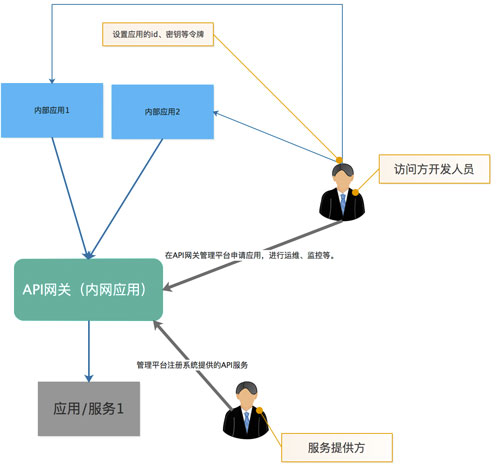 设置应用的id、密钥等令牌
内部应用1
内部应用2
访问方开发人员
在API网关管理平台申请应用，进行运维、监控等。
API网关（内网应用）
管理平台注册系统提供的API服务
应用/服务1
服务提供方